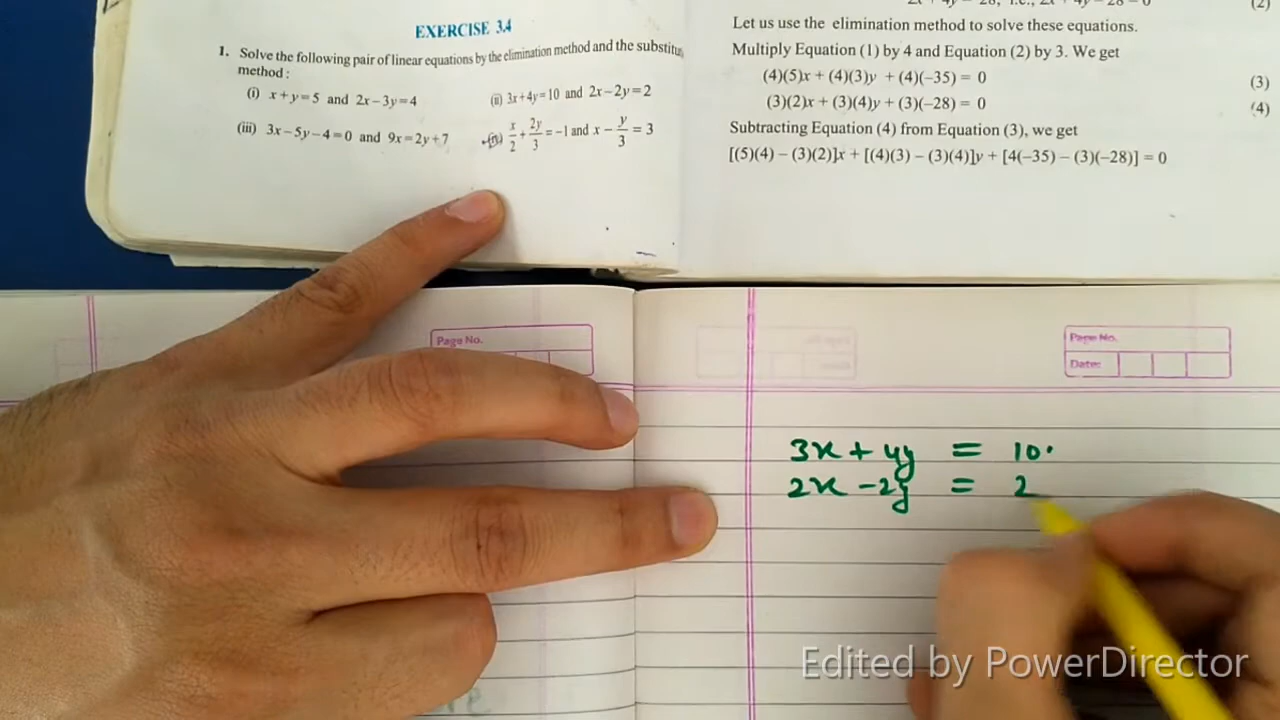 EXERCISE 3.4
1. Solve the following pair of linear equations by the elimination method and the substitu
method :
(i) x + y = 5 and 2x – 3y = 4
(ii) 3x + 4y = 10 and 2x – 2y = 2
(iii) 3x – 5y – 4 = 0 and 9x = 2y + 7
(iv) x/2 + 2y/3 = –1 and x – y/3 = 3
(2)
Let us use the elimination method to solve these equations.
Multiply Equation (1) by 4 and Equation (2) by 3. We get
(4)(5)x + (4)(3)y + (4)(–35) = 0 (3)
(3)(2)x + (3)(4)y + (3)(–28) = 0 (4)
Subtracting Equation (4) from Equation (3), we get
[(5)(4) – (3)(2)]x + [(4)(3) – (3)(4)]y + [4(–35) – (3)(–28)] = 0
Page No.
Page No.
Date:
3x + 4y = 10.
2x - 2y = 2
Edited by PowerDirector